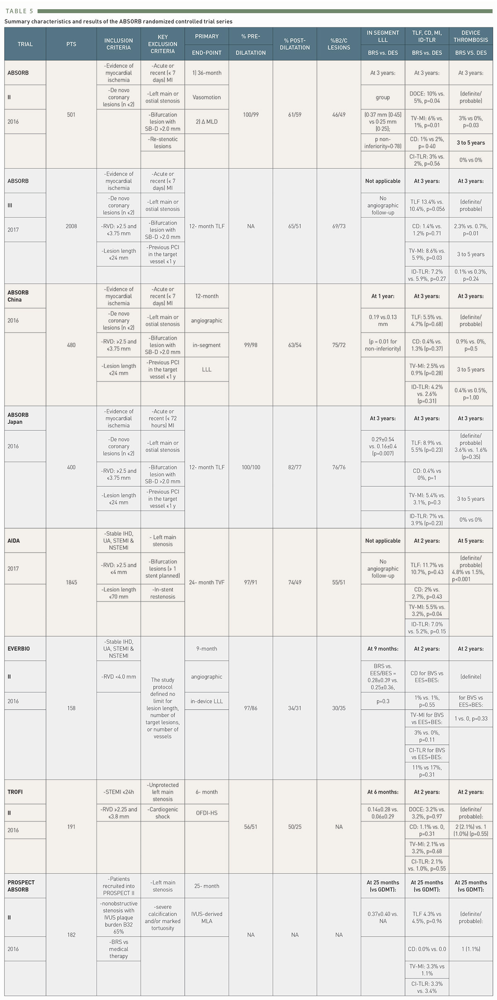 TABLE 5
Summary characteristics and results of the ABSORB randomized controlled trial series
TRIAL
PTS
INCLUSION
CRITERIA
KEY
EXCLUSION
CRITERIA
PRIMARY
END-POINT
% PRE-
DILATATION
% POST-
DILATATION
%B2/C
LESIONS
IN SEGMENT
LLL
BRS vs. DES
TLF, CD, MI,
ID-TLR
BRS vs. DES
DEVICE
THROMBOSIS
BRS VS. DES
ABSORB
II
2016
501
-Evidence of
myocardial
ischemia
-De novo
coronary
lesions (n ⩽2)
-Acute or
recent (⩽ 7
days) MI
-Left main or
ostial stenosis
-Bifurcation
lesion with
SB-D >2.0 mm
-Re-stenotic
lesions
1) 36-month
Vasomotion
2) Δ MLD
100/99
61/59
46/49
At 3 years:
group
(0·37 mm [0·45]
vs 0·25 mm
[0·25];
p non-
inferiority=0·78)
At 3 years:
DOCE: 10% vs.
5%, p=0.04
TV-MI: 6% vs.
1%, p=0.01
CD: 1% vs 2%,
p= 0·40
CI-TLR: 3% vs.
2%, p=0.56
At 3 years:
(definite/
probable)
3% vs 0%,
p=0.03
3 to 5 years
0% vs 0%
ABSORB
III
2017
2008
-Evidence of
myocardial
ischemia
-De novo
coronary
lesions (n ⩽2)
-RVD: ⩾2.5 and
⩽3.75 mm
-Lesion length
⩽24 mm
-Acute or
recent (⩽ 7
days) MI
-Left main or
ostial stenosis
-Bifurcation
lesion with
SB-D >2.0 mm
-Previous PCI
in the target
vessel ⩽1 y
12- month TLF
NA
65/51
69/73
Not applicable
No
angiographic
follow-up
At 3 years:
TLF 13.4% vs.
10.4%, p=0.056
CD: 1.4% vs.
1.2% p=0.71
TV-MI: 8.6% vs.
5.9%, p=0.03
ID-TLR: 7.2%
vs. 5.9%, p=0.27
At 3 years:
(definite/
probable)
2.3% vs. 0.7%,
p=0.01
3 to 5 years
0.1% vs 0.3%,
p=0.24
ABSORB
China
2016
480
-Evidence of
myocardial
ischemia
-De novo
coronary
lesions (n ⩽2)
-RVD: ⩾2.5 and
⩽3.75 mm
-Lesion length
⩽24 mm
-Acute or
recent (⩽ 7
days) MI
-Left main or
ostial stenosis
-Bifurcation
lesion with
SB-D >2.0 mm
-Previous PCI
in the target
vessel ⩽1 y
12-month
angiographic
in-segment
LLL
99/98
63/54
75/72
At 1 year:
0.19 vs.0.13
mm
(p = 0.01 for
non-inferiority)
At 3 years:
TLF: 5.5% vs.
4.7% (p=0.68)
CD: 0.4% vs.
1.3% (p=0.37)
TV-MI: 2.5% vs
0.9% (p=0.28)
ID-TLR: 4.2%
vs. 2.6%
(p=0.31)
At 3 years:
(definite/
probable)
0.9% vs. 0%,
p=0.5
3 to 5 years
0.4% vs 0.5%,
p=1.00
ABSORB
Japan
2016
400
-Evidence of
myocardial
ischemia
-De novo
coronary
lesions (n ⩽2)
-RVD: ⩾2.5 and
⩽3.75 mm
-Lesion length
⩽24 mm
-Acute or
recent (⩽ 72
hours) MI
-Left main or
ostial stenosis
-Bifurcation
lesion with
SB-D >2.0 mm
-Previous PCI
in the target
vessel ⩽1 y
12- month TLF
100/100
82/77
76/76
At 3 years:
0.29±0.54
vs. 0.16±0.4
(p=0.007)
At 3 years:
TLF: 8.9% vs.
5.5% (p=0.23)
CD: 0.4% vs
0%, p=1
TV-MI: 5.4% vs.
3.1%, p=0.3
ID-TLR: 7% vs.
3.9% (p=0.23)
At 3 years:
(definite/
probable)
3.6% vs. 1.6%
(p=0.35)
3 to 5 years
0% vs 0%
AIDA
2017
1845
-Stable IHD,
UA, STEMI &
NSTEMI
-RVD: ⩾2.5 and
⩽4 mm
-Lesion length
⩽70 mm
- Left main
stenosis
-Bifurcation
lesions (⩾ 1
stent planned)
-In-stent
restenosis
24- month TVF
97/91
74/49
55/51
Not applicable
No
angiographic
follow-up
At 2 years:
TLF: 11.7% vs
10.7%, p=0.43
CD: 2% vs.
2.7%, p=0.43
TV-MI: 5.5% vs.
3.2%, p=0.04
ID-TLR: 7.0%
vs. 5.2%, p=0.15
At 5 years:
(definite/
probable)
4.8% vs 1.5%,
p<0.001
EVERBIO
II
2016
158
-Stable IHD,
UA, STEMI &
NSTEMI
-RVD <4.0 mm
The study
protocol
defined no
limit for
lesion length,
number of
target lesions,
or number of
vessels
9-month
angiographic
in-device LLL
97/86
34/31
30/35
At 9 months:
BRS vs.
EES/BES =
0.28±0.39 vs.
0.25±0.36,
p=0.3
At 2 years:
CD for BVS vs
EES+BES:
1% vs. 1%,
p=0.55
TV-MI for BVS
vs EES+BES:
3% vs. 0%,
p=0.11
CI-TLR for BVS
vs EES+BES:
11% vs 17%,
p=0.31
At 2 years:
(definite)
for BVS vs
EES+BES:
1 vs. 0, p=0.33
TROFI
II
2016
191
-STEMI ⩽24h
-RVD ⩾2.25 and
⩽3.8 mm
-Unprotected
left main
stenosis
-Cardiogenic
shock
6- month
OFDI-HS
56/51
50/25
NA
At 6 months:
0.14±0.28 vs.
0.06±0.29
At 2 years:
DOCE: 3.2% vs.
3.2%, p=0.97
CD: 1.1% vs. 0,
p=0.31
TV-MI: 2.1% vs
3.2%, p=0.68
CI-TLR: 2.1%
vs. 1.0%, p=0.55
At 2 years:
(definite/
probable):
2 (2.1%) vs. 1
(1.0%) (p=0.55)
PROSPECT
ABSORB
II
2016
182
-Patients
recruited into
PROSPECT II
-nonobstructive
stenosis with
IVUS plaque
burden B32
65%
-BRS vs
medical
therapy
-Left main
stenosis
-severe
calcification
and/or marked
tortuosity
25- month
IVUS-derived
MLA
NA
NA
NA
At 25 months
(vs GDMT):
0.37±0.40 vs.
NA
At 25 months
(vs GDMT):
TLF 4.3% vs
4.5%, p=0.96
CD: 0.0% vs. 0.0
TV-MI: 3.3% vs
1.1%
CI-TLR: 3.3%
vs. 3.4%
At 25 months
(vs GDMT):
(definite/
probable):
1 (1.1%)